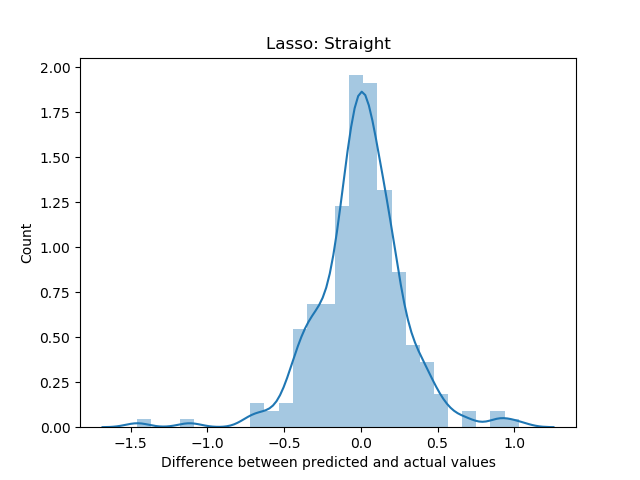 Lasso: Straight
2.00
1.75
1.50
1.25
1.00
0.75
0.50
0.25
0.00
Count
−1.5 −1.0 −0.5 0.0 0.5 1.0
Difference between predicted and actual values